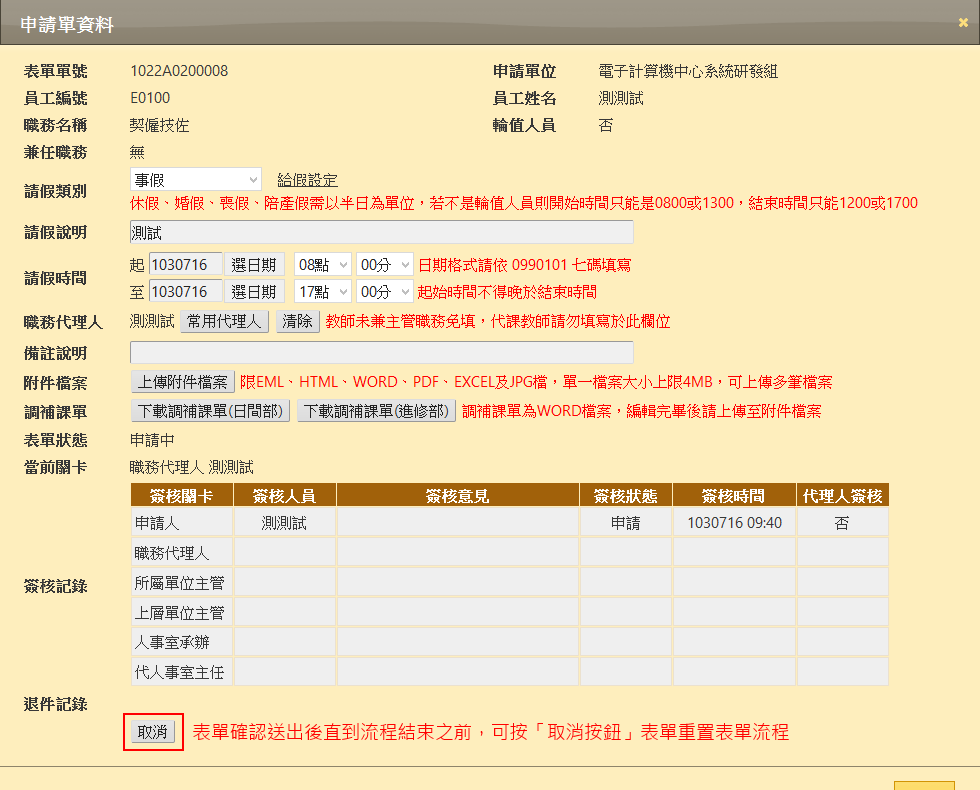 申請單資料
表單單號 1022A0200008 申請單位 電子計算機中心系統研發組
員工編號 E0100 員工姓名 測測試
職務名稱 契僱技佐 輪值人員 否
兼任職務 無
請假類別 事假 給假設定
休假、婚假、喪假、陪產假需以半日為單位，若不是輪值人員則開始時間只能是0800或1300，結束時間只能1200或1700
請假說明 測試
請假時間
起 1030716 選日期 08點 00分 日期格式請依 0990101 七碼填寫
至 1030716 選日期 17點 00分 起始時間不得晚於結束時間
職務代理人 測測試 常用代理人 清除 教師未兼主管職務免填，代課教師請勿填寫於此欄位
備註說明
附件檔案 上傳附件檔案 限EML、HTML、WORD、PDF、EXCEL及JPG檔，單一檔案大小上限4MB，可上傳多筆檔案
調補課單 下載調補課單(日間部) 下載調補課單(進修部) 調補課單為WORD檔案，編輯完畢後請上傳至附件檔案
表單狀態 申請中
當前關卡 職務代理人 測測試
簽核關卡 簽核人員 簽核意見 簽核狀態 簽核時間 代理人簽核
申請人 測測試 申請 1030716 09:40 否
職務代理人
簽核記錄 所屬單位主管
上層單位主管
人事室承辦
代人事室主任
退件記錄
取消 表單確認送出後直到流程結束之前，可按「取消按鈕」表單重置表單流程